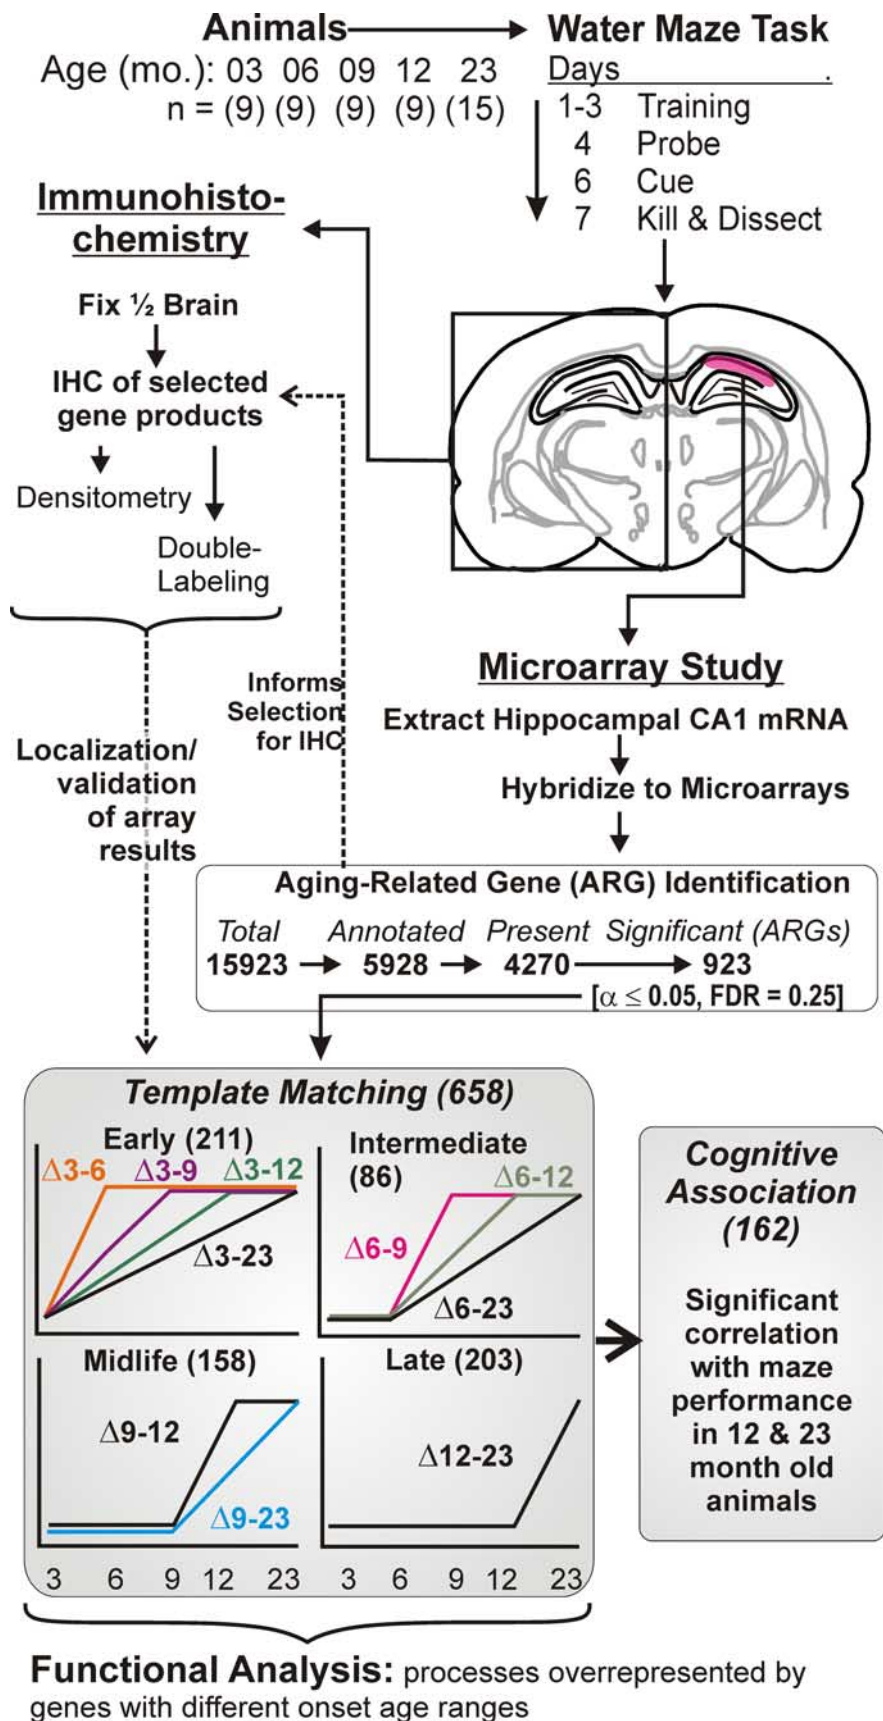 Animals
Water Maze Task
Age (mo.): 03 06 09 12 23
n = (9) (9) (9) (9) (15)
Days .
1-3 Training
4 Probe
6 Cue
7 Kill & Dissect
Immunohisto-
chemistry
Fix ½ Brain
IHC of selected
gene products
Densitometry
Double-
Labeling
Localization/
validation
of array
results
Informs
Selection
for IHC
Microarray Study
Extract Hippocampal CA1 mRNA
Hybridize to Microarrays
Aging-Related Gene (ARG) Identification
Total Annotated Present Significant (ARGs)
15923 5928 4270 923
[α ≤ 0.05, FDR = 0.25]
Template Matching (658)
Early (211)
Δ3-6 Δ3-9 Δ3-12
Δ3-23
Intermediate
(86)
Δ6-12
Δ6-9
Δ6-23
Midlife (158)
Δ9-12
Δ9-23
Late (203)
Δ12-23
3 6 9 12 23
3 6 9 12 23
Cognitive
Association
(162)
Significant
correlation
with maze
performance
in 12 & 23
month old
animals
Functional Analysis: processes overrepresented by
genes with different onset age ranges